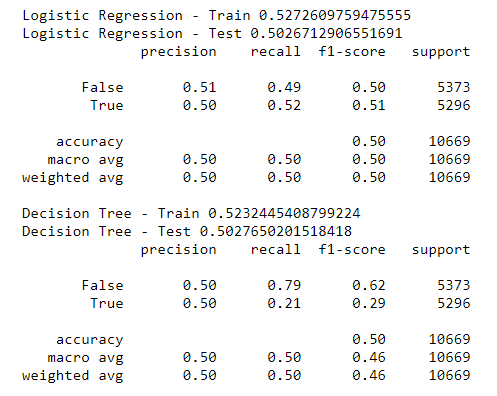 Logistic Regression - Train 0.5272609759475555
Logistic Regression - Test 0.5026712906551691
precision recall f1-score support
False 0.51 0.49 0.50 5373
True 0.50 0.52 0.51 5296
accuracy 0.50 10669
macro avg 0.50 0.50 0.50 10669
weighted avg 0.50 0.50 0.50 10669
Decision Tree - Train 0.5232445408799224
Decision Tree - Test 0.5027650201518418
precision recall f1-score support
False 0.50 0.79 0.62 5373
True 0.50 0.21 0.29 5296
accuracy 0.50 10669
macro avg 0.50 0.50 0.46 10669
weighted avg 0.50 0.50 0.46 10669